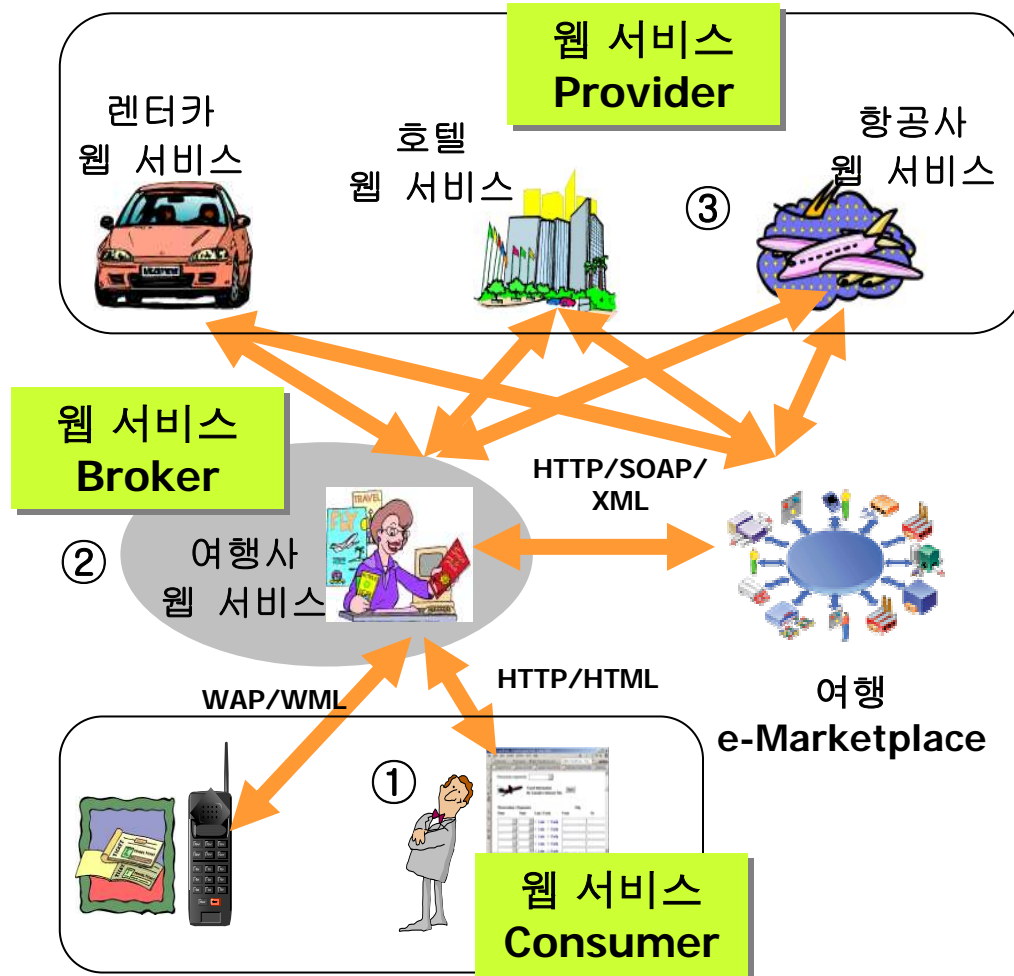 웹 서비스
Provider
렌터카
웹 서비스
호텔
웹 서비스
항공사
웹 서비스
③
웹 서비스
Broker
HTTP/SOAP/
XML
②
여행사
웹 서비스
TRAVEL
FLY
WAP/WML
HTTP/HTML
여행
e-Marketplace
①
웹 서비스
Consumer